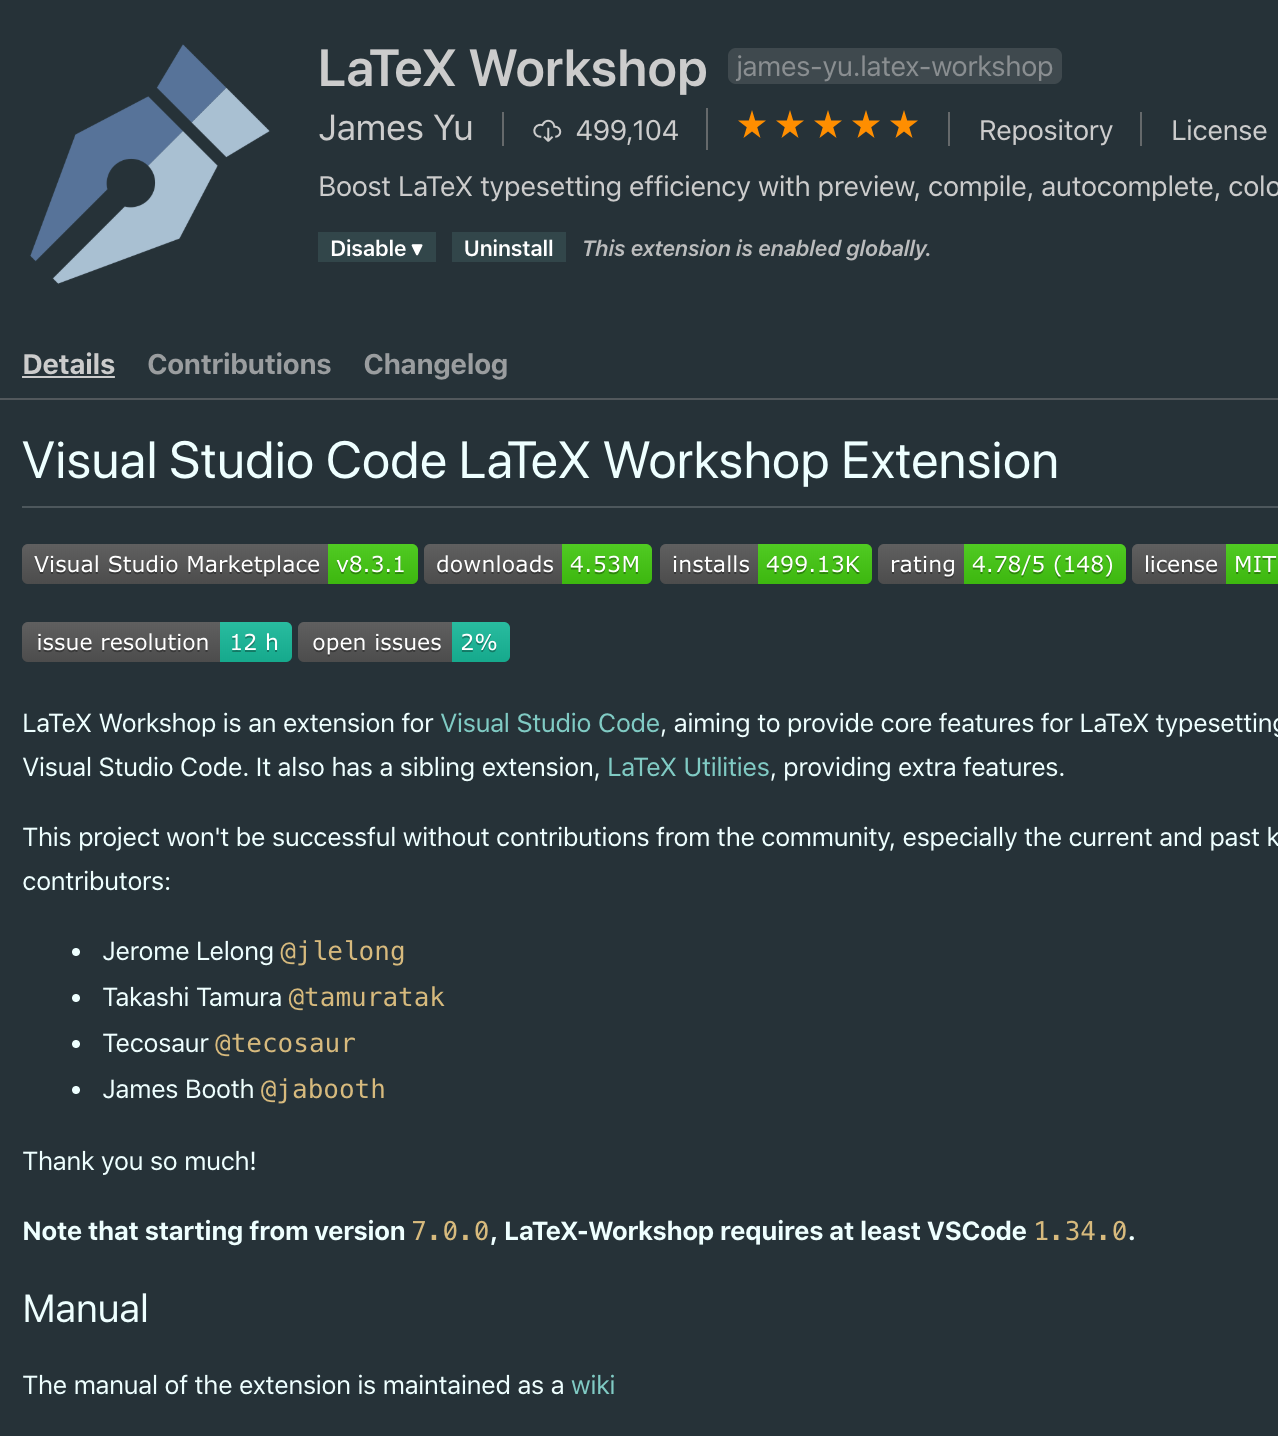 LaTeX Workshop james-yu.latex-workshop
James Yu 499,104 ★★★★★ Repository License
Boost LaTeX typesetting efficiency with preview, compile, autocomplete, colo
Disable ▾ Uninstall This extension is enabled globally.
Details Contributions Changelog
Visual Studio Code LaTeX Workshop Extension
Visual Studio Marketplace v8.3.1 downloads 4.53M installs 499.13K rating 4.78/5 (148) license MIT
issue resolution 12 h open issues 2%
LaTeX Workshop is an extension for Visual Studio Code, aiming to provide core features for LaTeX typesetting
Visual Studio Code. It also has a sibling extension, LaTeX Utilities, providing extra features.
This project won't be successful without contributions from the community, especially the current and past k
contributors:
• Jerome Lelong @jlelong
• Takashi Tamura @tamuratak
• Tecosaur @tecosaur
• James Booth @jabooth
Thank you so much!
Note that starting from version 7.0.0, LaTeX-Workshop requires at least VSCode 1.34.0.
Manual
The manual of the extension is maintained as a wiki